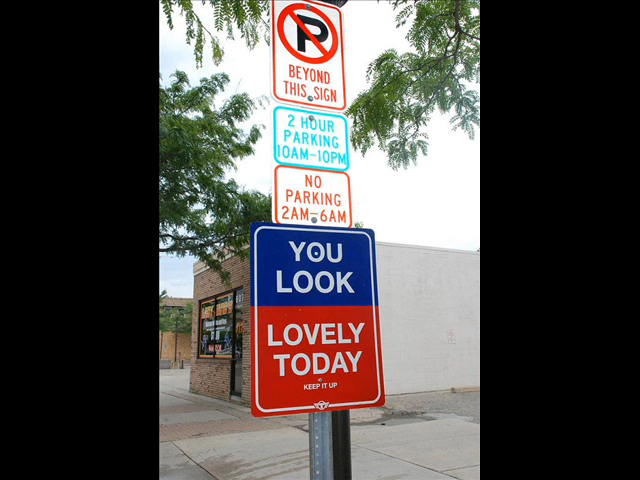 P
BEYOND
THIS SIGN
2 HOUR
PARKING
10AM-10PM
NO
PARKING
2AM-6AM
YOU
LOOK
LOVELY
TODAY
KEEP IT UP